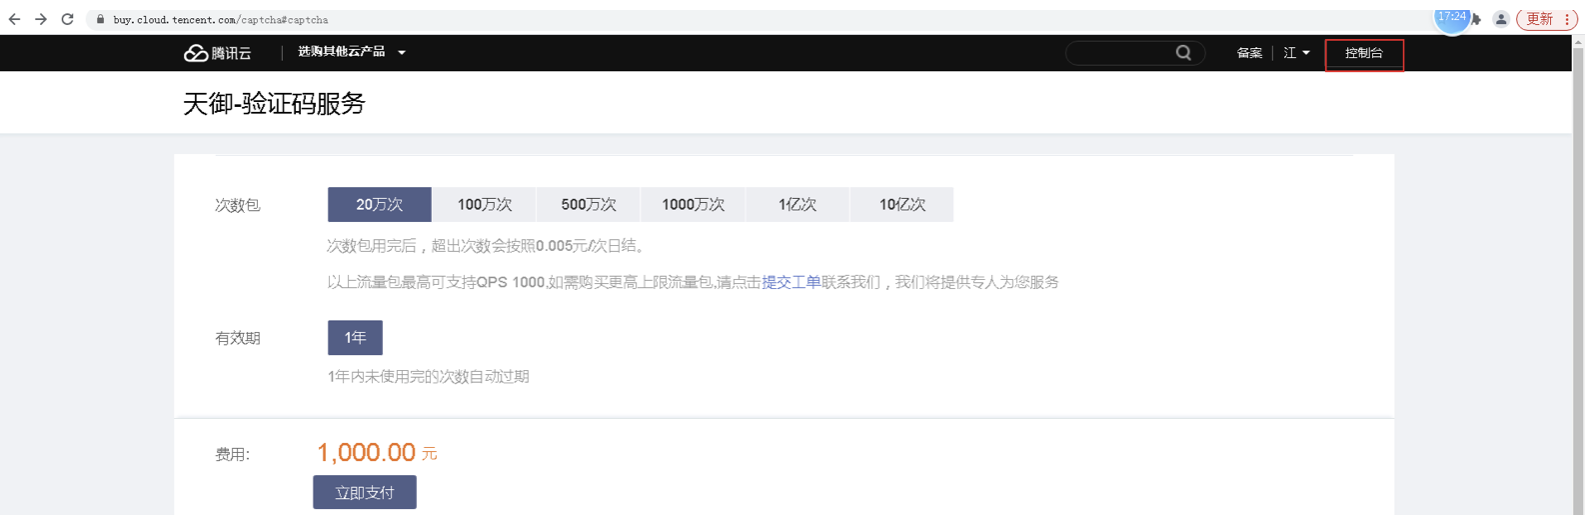 buy.cloud.tencent.com/captcha#captcha
17:24
更新
腾讯云
选购其他云产品
备案
江
控制台
天御-验证码服务
次数包
20万次 100万次 500万次 1000万次 1亿次 10亿次
次数包用完后，超出次数会按照0.005元/次日结。
以上流量包最高可支持QPS 1000,如需购买更高上限流量包,请点击提交工单联系我们，我们将提供专人为您服务
有效期
1年
1年内未使用完的次数自动过期
费用:
1,000.00 元
立即支付